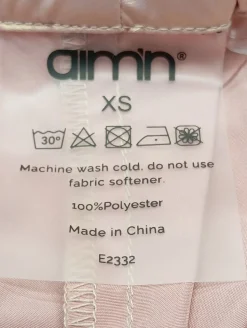 aim'n®
XS
30°
Machine wash cold, do not use
fabric softener.
100%Polyester
Made in China
E2332